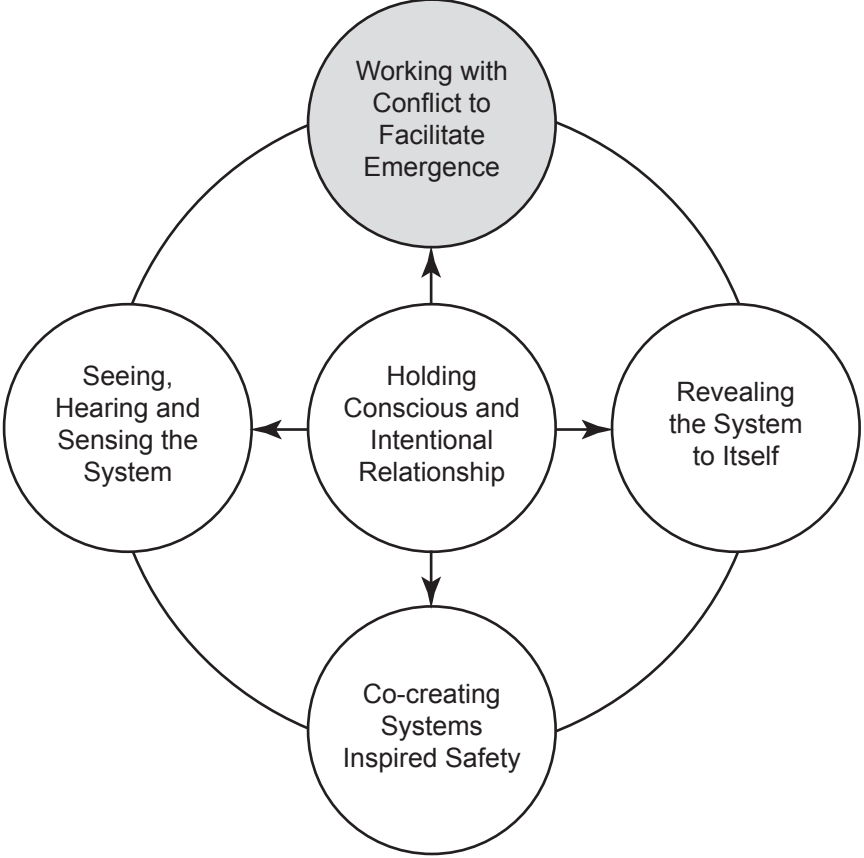 Working with
Conflict to
Facilitate
Emergence
Seeing,
Hearing and
Sensing the
System
Holding
Conscious and
Intentional
Relationship
Revealing
the System
to Itself
Co-creating
Systems
Inspired Safety